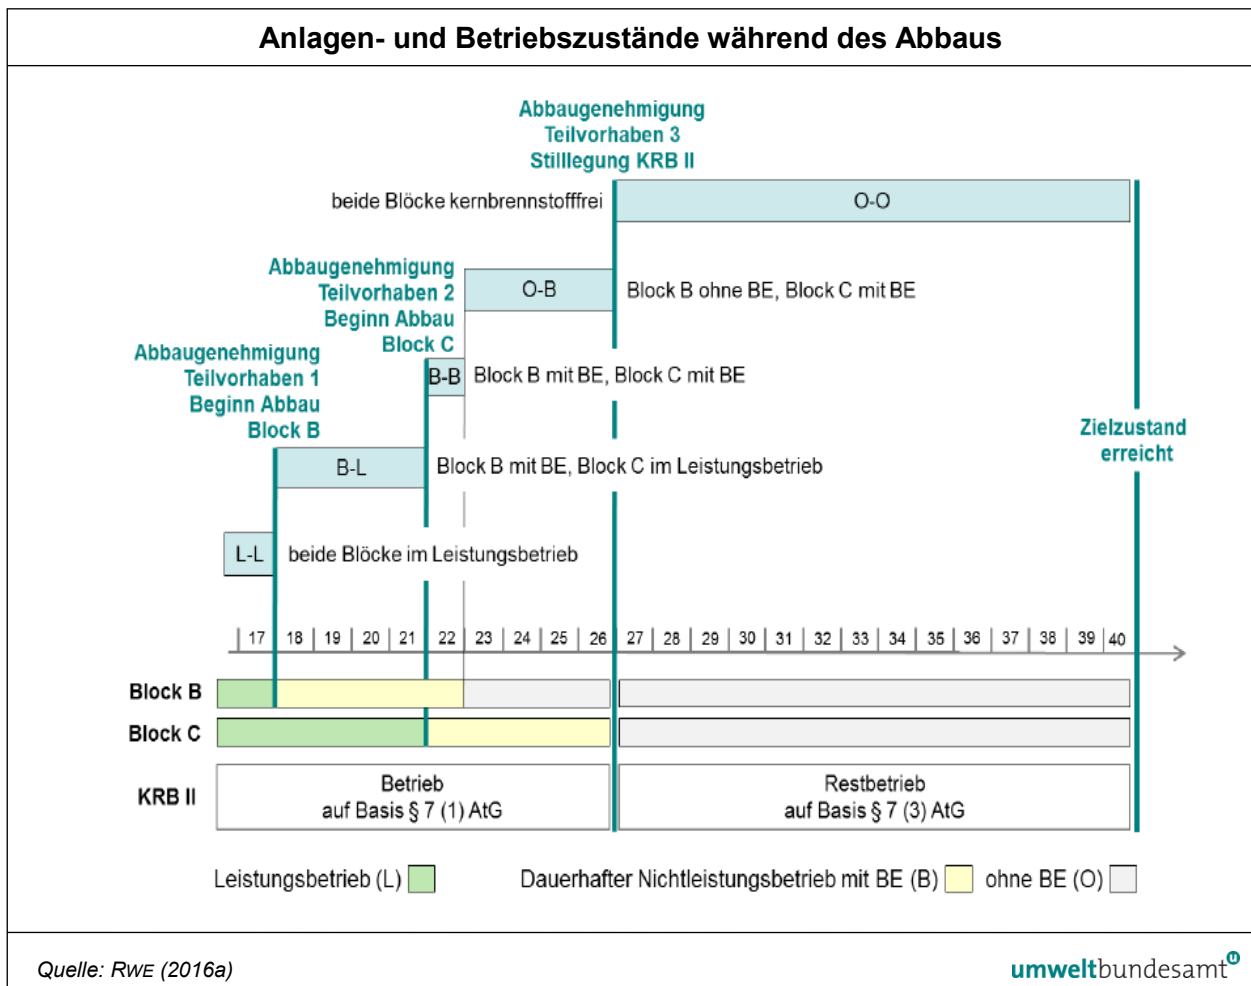 Anlagen- und Betriebszustände während des Abbaus
Abbaugenehmigung
Teilvorhaben 3
Stilllegung KRB II
beide Blöcke kernbrennstofffrei
O-O
Abbaugenehmigung
Teilvorhaben 2
Beginn Abbau
Block C
O-B
Block B ohne BE, Block C mit BE
Abbaugenehmigung
Teilvorhaben 1
Beginn Abbau
Block B
B-B
Block B mit BE, Block C mit BE
Zielzustand
erreicht
B-L
Block B mit BE, Block C im Leistungsbetrieb
L-L
beide Blöcke im Leistungsbetrieb
17 18 19 20 21 22 23 24 25 26 27 28 29 30 31 32 33 34 35 36 37 38 39 40
Block B
Block C
KRB II
Betrieb
auf Basis § 7 (1) AtG
Restbetrieb
auf Basis § 7 (3) AtG
Leistungsbetrieb (L)
Dauerhafter Nichtleistungsbetrieb mit BE (B)
ohne BE (O)
Quelle: RWE (2016a)
umweltbundesamt u